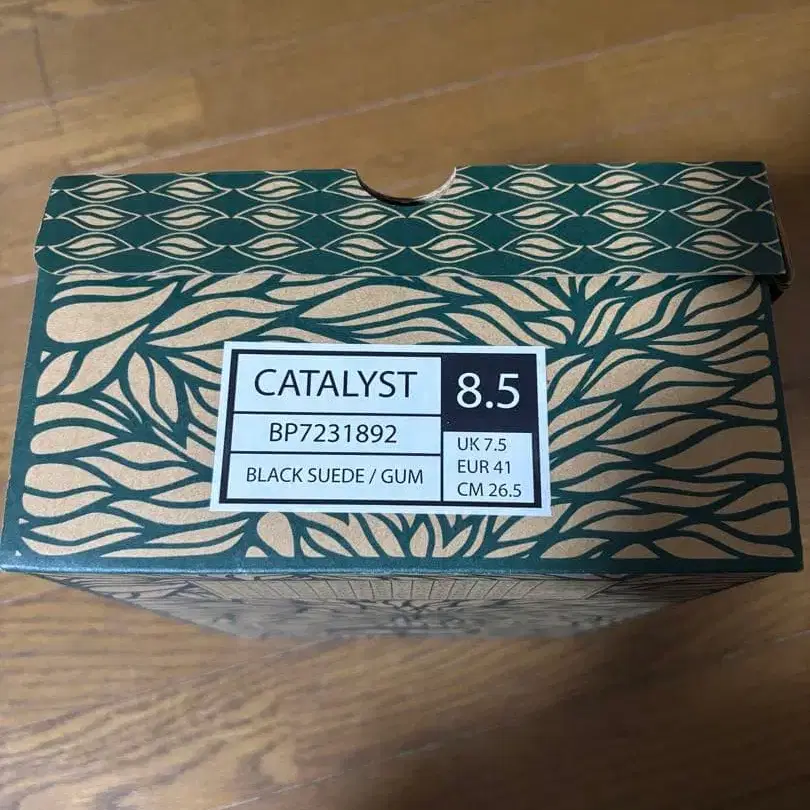 CATALYST
8.5
BP7231892
BLACK SUEDE / GUM
UK 7.5
EUR 41
CM 26.5